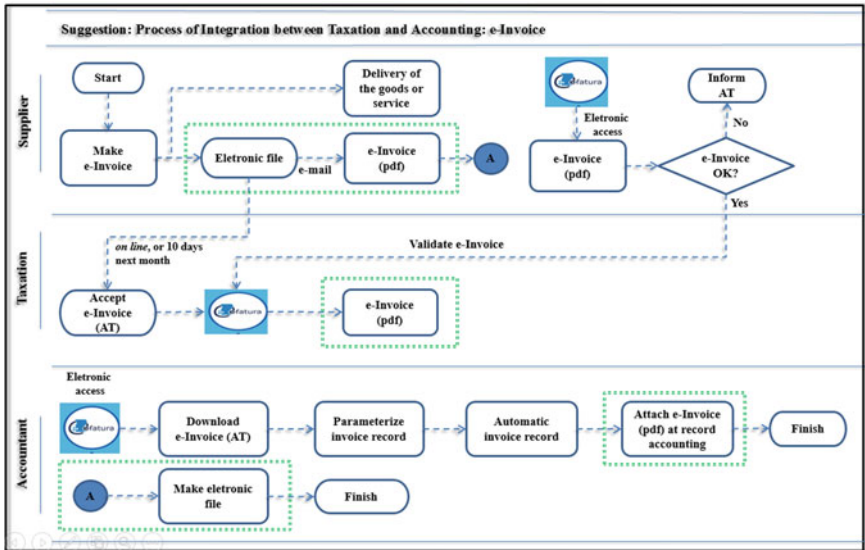 Suggestion: Process of Integration between Taxation and Accounting: e-Invoice
Supplier
Start
Delivery of
the goods or
service
efatura
Eletronic
access
Inform
AT
No
Make
e-Invoice
Eletronic file
e-mail
e-Invoice
(pdf)
A
e-Invoice
(pdf)
e-Invoice
OK?
Yes
Taxation
on line, or 10 days
next month
Validate e-Invoice
Accept
e-Invoice
(AT)
efatura
e-Invoice
(pdf)
Accountant
Eletronic
access
efatura
Download
e-Invoice (AT)
Parameterize
invoice record
Automatic
invoice record
Attach e-Invoice
(pdf) at record
accounting
Finish
A
Make eletronic
file
Finish